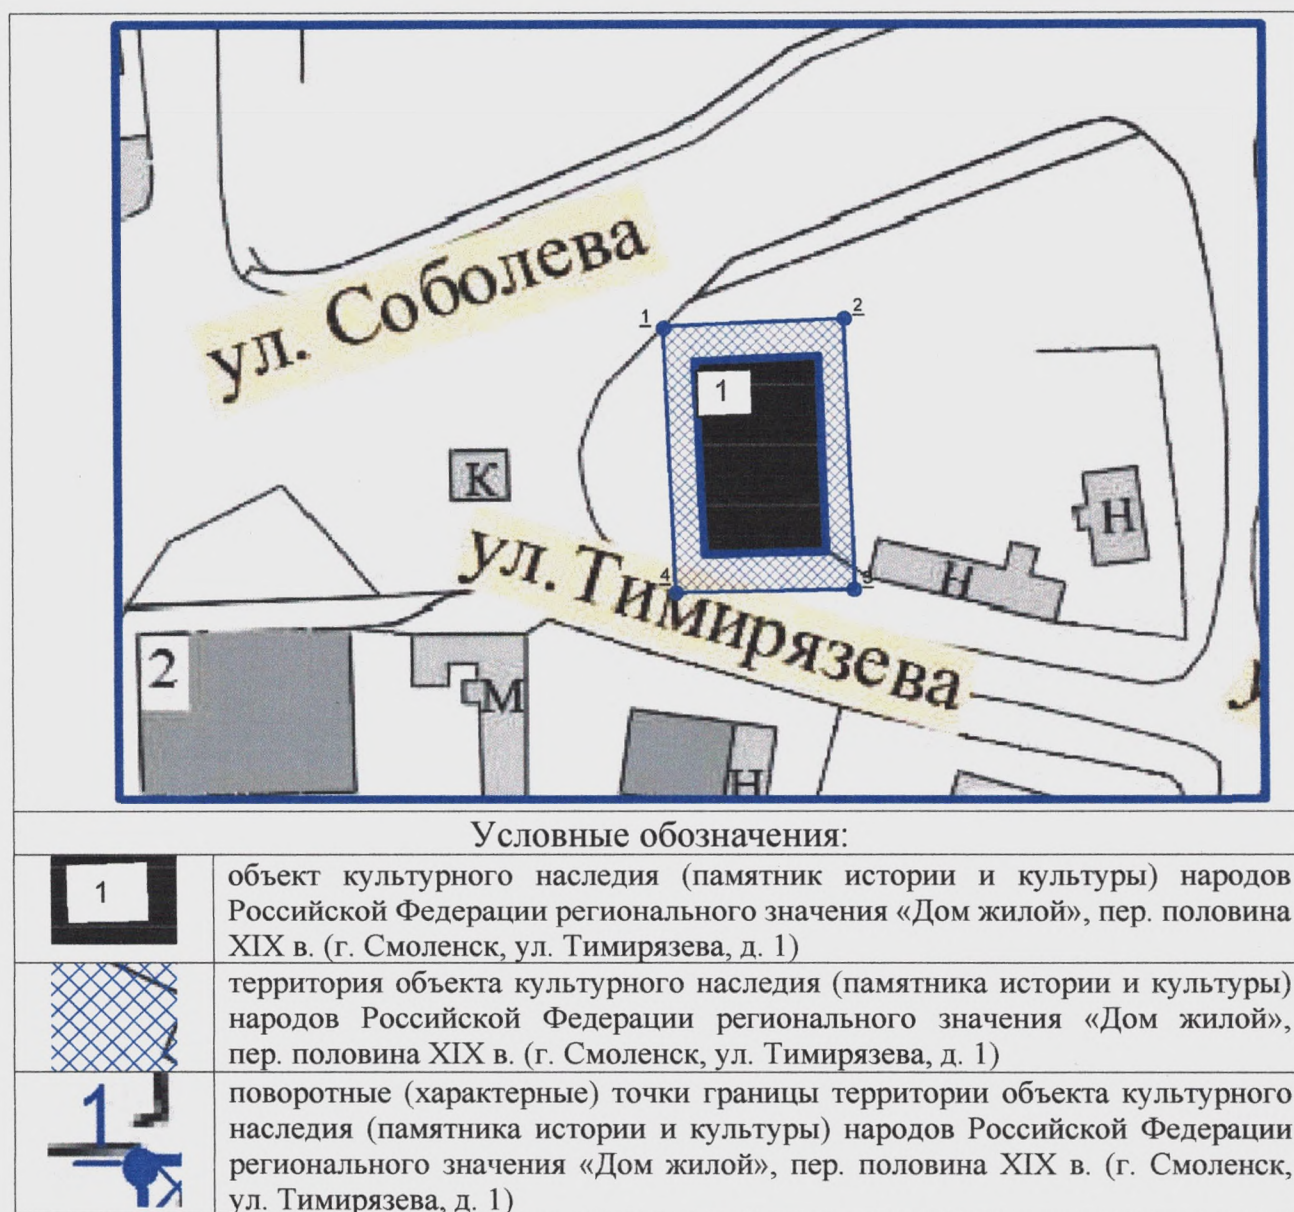 ул. Соболева
1
2
1
К
Н
ул. Тимирязева
Н
4
3
2
М
Н
Условные обозначения:
1
объект культурного наследия (памятник истории и культуры) народов
Российской Федерации регионального значения «Дом жилой», пер. половина
XIX в. (г. Смоленск, ул. Тимирязева, д. 1)
территория объекта культурного наследия (памятника истории и культуры)
народов Российской Федерации регионального значения «Дом жилой»,
пер. половина XIX в. (г. Смоленск, ул. Тимирязева, д. 1)
1
поворотные (характерные) точки границы территории объекта культурного
наследия (памятника истории и культуры) народов Российской Федерации
регионального значения «Дом жилой», пер. половина XIX в. (г. Смоленск,
ул. Тимирязева, д. 1)